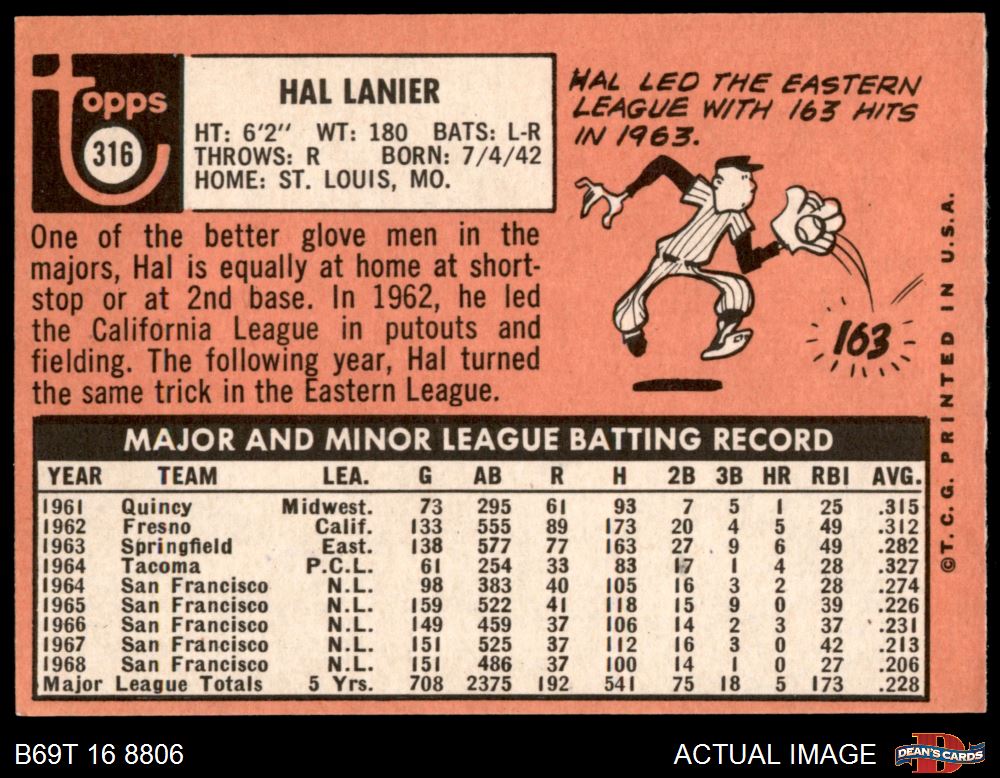 topps
316
HAL LANIER
HT: 6'2" WT: 180 BATS: L-R
THROWS: R BORN: 7/4/42
HOME: ST. LOUIS, MO.
HAL LED THE EASTERN
LEAGUE WITH 163 HITS
IN 1963.
163
One of the better glove men in the
majors, Hal is equally at home at short-
stop or at 2nd base. In 1962, he led
the California League in putouts and
fielding. The following year, Hal turned
the same trick in the Eastern League.
MAJOR AND MINOR LEAGUE BATTING RECORD
YEAR TEAM LEA. G AB R H 2B 3B HR RBI AVG.
1961 Quincy Midwest. 73 295 61 93 7 5 1 25 .315
1962 Fresno Calif. 133 555 89 173 20 4 5 49 .312
1963 Springfield East. 138 577 77 163 27 9 6 49 .282
1964 Tacoma P.C.L. 61 254 33 83 17 1 4 28 .327
1964 San Francisco N.L. 98 383 40 105 16 3 2 28 .274
1965 San Francisco N.L. 159 522 41 118 15 9 0 39 .226
1966 San Francisco N.L. 149 459 37 106 14 2 3 37 .231
1967 San Francisco N.L. 151 525 37 112 16 3 0 42 .213
1968 San Francisco N.L. 151 486 37 100 14 1 0 27 .206
Major League Totals 5 Yrs. 708 2375 192 541 75 18 5 173 .228
©T.C.G. PRINTED IN U.S.A.
B69T 16 8806
ACTUAL IMAGE
D
DEAN'S CARDS